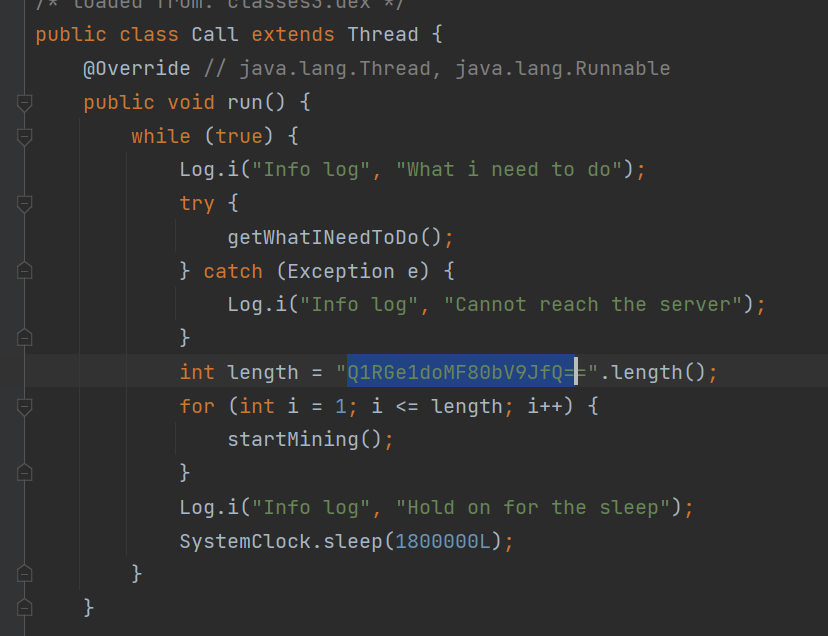 /* loaded from: classes3.dex */
public class Call extends Thread {
@Override // java.lang.Thread, java.lang.Runnable
public void run() {
while (true) {
Log.i("Info log", "What i need to do");
try {
getWhatINeedToDo();
} catch (Exception e) {
Log.i("Info log", "Cannot reach the server");
}
int length = "Q1RGe1doMF80bV9JfQ==".length();
for (int i = 1; i <= length; i++) {
startMining();
}
Log.i("Info log", "Hold on for the sleep");
SystemClock.sleep(1800000L);
}
}